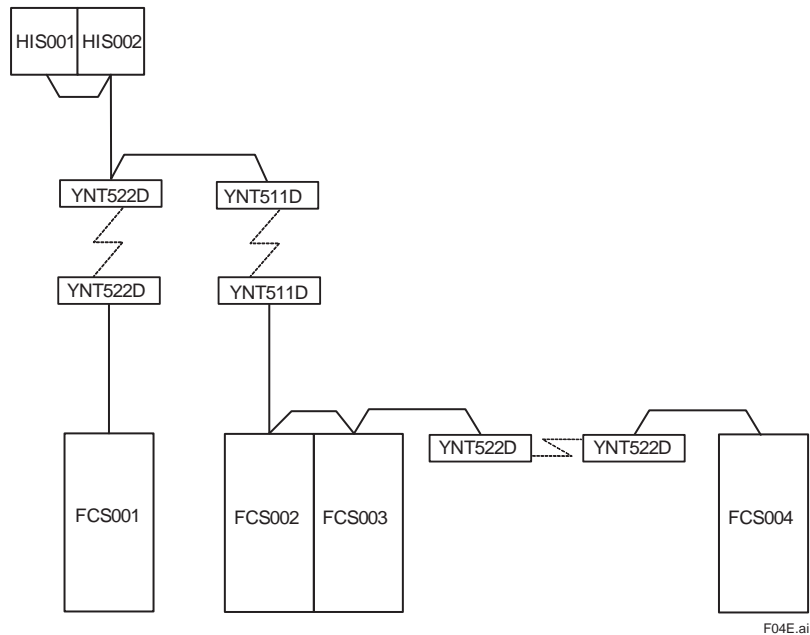 HIS001 HIS002
YNT522D YNT511D
YNT522D YNT511D
YNT522D YNT522D
FCS001 FCS002 FCS003 FCS004
F04E.ai